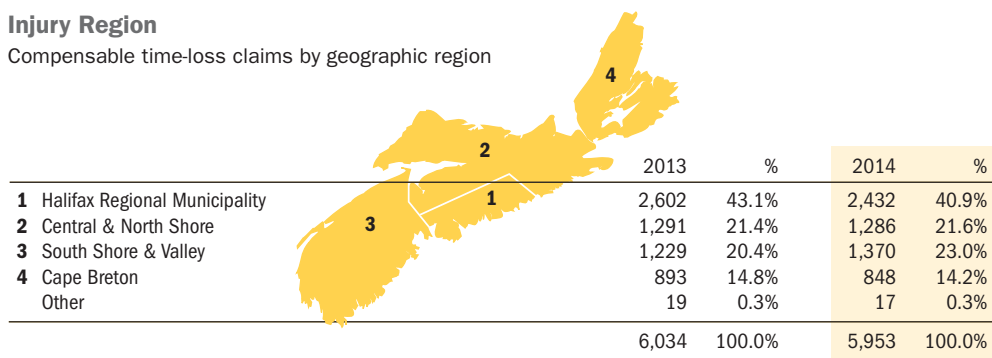 Injury Region
Compensable time-loss claims by geographic region
4
2
1
3
2013 % 2014 %
1 Halifax Regional Municipality 2,602 43.1% 2,432 40.9%
2 Central & North Shore 1,291 21.4% 1,286 21.6%
3 South Shore & Valley 1,229 20.4% 1,370 23.0%
4 Cape Breton 893 14.8% 848 14.2%
Other 19 0.3% 17 0.3%
6,034 100.0% 5,953 100.0%